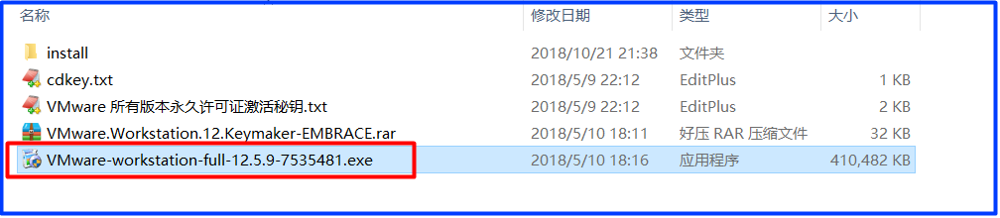 名称 修改日期 类型 大小
install 2018/10/21 21:38 文件夹
cdkey.txt 2018/5/9 22:12 EditPlus 1 KB
VMware 所有版本永久许可证激活秘钥.txt 2018/5/9 22:12 EditPlus 2 KB
VMware.Workstation.12.Keymaker-EMBRACE.rar 2018/5/10 18:11 好压 RAR 压缩文件 32 KB
VMware-workstation-full-12.5.9-7535481.exe 2018/5/10 18:16 应用程序 410,482 KB